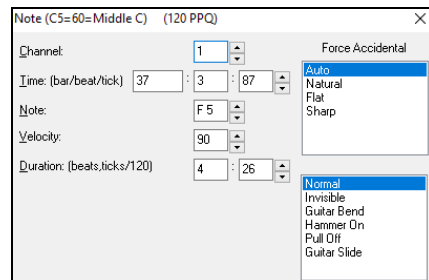 Note (C5=60=Middle C) (120 PPQ)
Channel: 1 Force Accidental
Auto
Time: (bar/beat/tick) 37 : 3 : 87 Natural
Flat
Note: F 5 Sharp
Velocity: 90
Duration: (beats,ticks/120) 4 : 26
Normal
Invisible
Guitar Bend
Hammer On
Pull Off
Guitar Slide